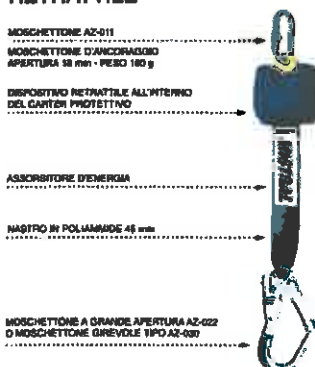 MOSCHETTONE AZ-011
MOSCHETTONE D'ANCORAGGIO
APERTURA 18 mm - PESO 180 g
DISPOSITIVO RETRATTILE ALL'INTERNO
DEL CARTER PROTETTIVO
ASSORBITORE D'ENERGIA
NASTRO IN POLIAMMIDE 45 mm
MOSCHETTONE A GRANDE APERTURA AZ-022
O MOSCHETTONE GIREVOLE TIPO AZ-090